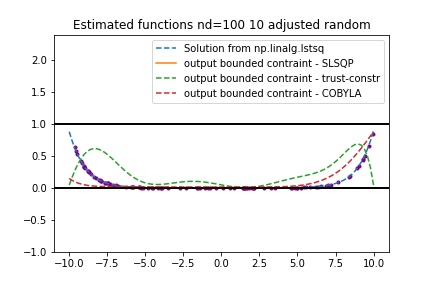 Estimated functions nd=100 10 adjusted random
Solution from np.linalg.lstsq
output bounded contraint - SLSQP
output bounded contraint - trust-constr
output bounded contraint - COBYLA
2.0
1.5
1.0
0.5
0.0
−0.5
−1.0
−10.0 −7.5 −5.0 −2.5 0.0 2.5 5.0 7.5 10.0